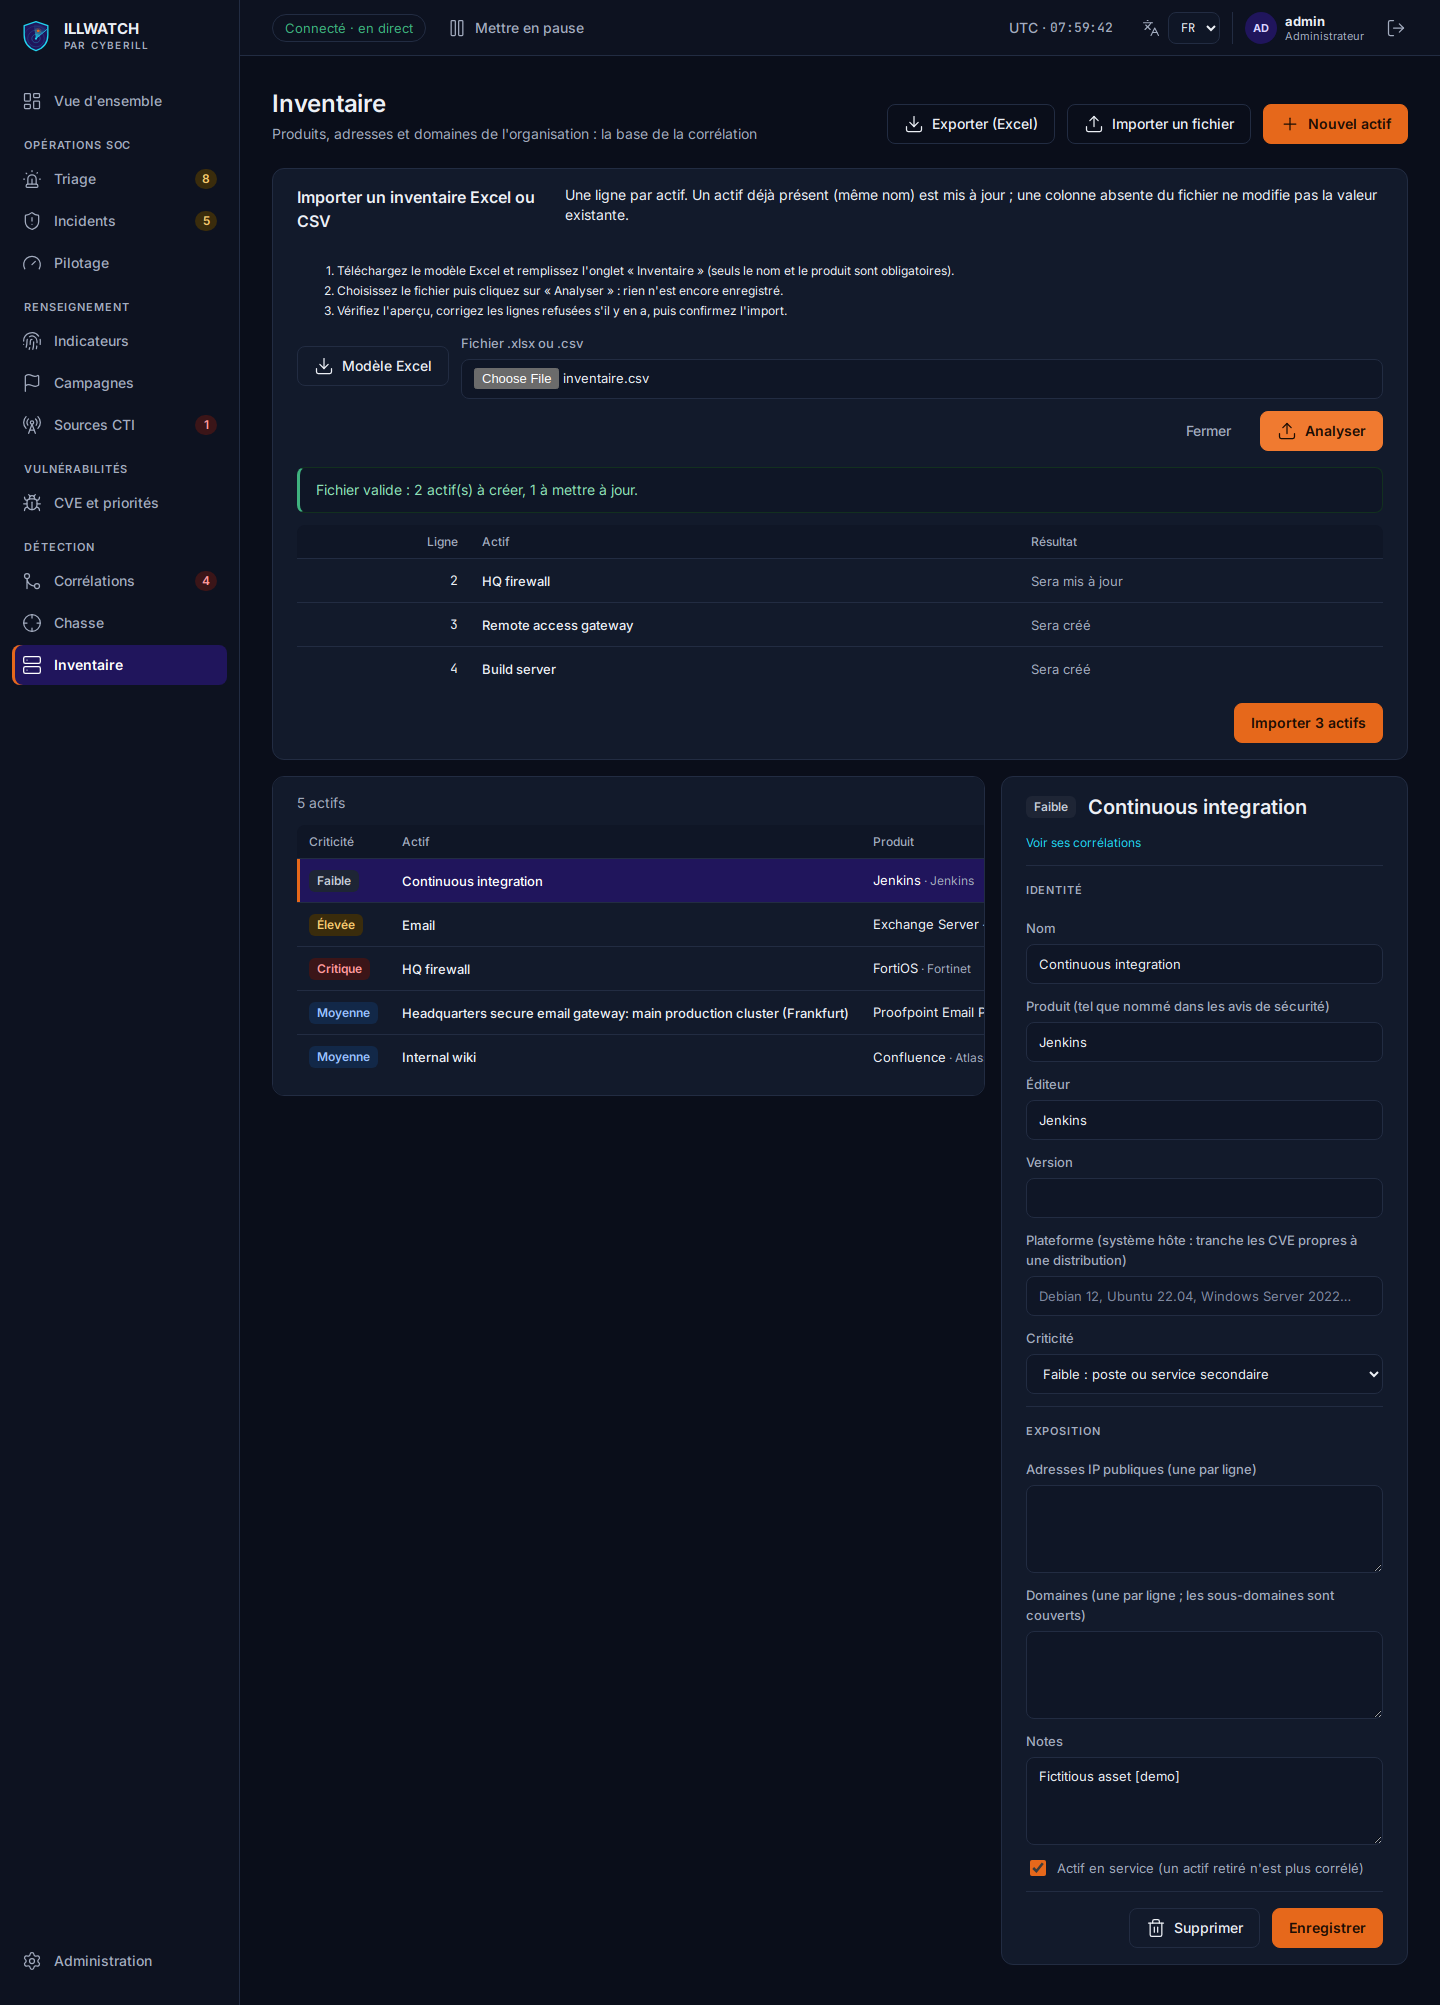 ILLWATCH
PAR CYBERILL
Vue d'ensemble
OPÉRATIONS SOC
Triage 8
Incidents 5
Pilotage
RENSEIGNEMENT
Indicateurs
Campagnes
Sources CTI 1
VULNÉRABILITÉS
CVE et priorités
DÉTECTION
Corrélations 4
Chasse
Inventaire
Administration
Connecté · en direct
Mettre en pause
UTC · 07:59:42
FR
AD
admin
Administrateur
Inventaire
Produits, adresses et domaines de l'organisation : la base de la corrélation
Exporter (Excel)
Importer un fichier
Nouvel actif
Importer un inventaire Excel ou
CSV
Une ligne par actif. Un actif déjà présent (même nom) est mis à jour ; une colonne absente du fichier ne modifie pas la valeur
existante.
1. Téléchargez le modèle Excel et remplissez l'onglet « Inventaire » (seuls le nom et le produit sont obligatoires).
2. Choisissez le fichier puis cliquez sur « Analyser » : rien n'est encore enregistré.
3. Vérifiez l'aperçu, corrigez les lignes refusées s'il y en a, puis confirmez l'import.
Modèle Excel
Fichier .xlsx ou .csv
Choose File inventaire.csv
Fermer
Analyser
Fichier valide : 2 actif(s) à créer, 1 à mettre à jour.
Ligne Actif Résultat
2 HQ firewall Sera mis à jour
3 Remote access gateway Sera créé
4 Build server Sera créé
Importer 3 actifs
5 actifs
Criticité Actif Produit
Faible Continuous integration Jenkins · Jenkins
Élevée Email Exchange Server ·
Critique HQ firewall FortiOS · Fortinet
Moyenne Headquarters secure email gateway: main production cluster (Frankfurt) Proofpoint Email P
Moyenne Internal wiki Confluence · Atlas
Faible Continuous integration
Voir ses corrélations
IDENTITÉ
Nom
Continuous integration
Produit (tel que nommé dans les avis de sécurité)
Jenkins
Éditeur
Jenkins
Version
Plateforme (système hôte : tranche les CVE propres à
une distribution)
Debian 12, Ubuntu 22.04, Windows Server 2022…
Criticité
Faible : poste ou service secondaire
EXPOSITION
Adresses IP publiques (une par ligne)
Domaines (une par ligne ; les sous-domaines sont
couverts)
Notes
Fictitious asset [demo]
Actif en service (un actif retiré n'est plus corrélé)
Supprimer
Enregistrer